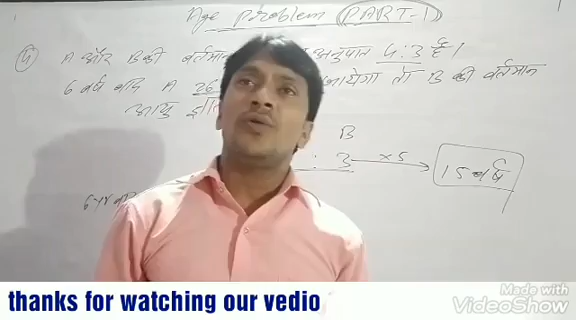 Age problem (PART-1)
(4) A और B की वर्तमान अनुपात 4:3 है।
6 वर्ष बाद A 26 जायेगा तो B की वर्तमान
आयु
B
: 3 ×5 15 वर्ष
thanks for watching our vedio
Made with
VideoShow